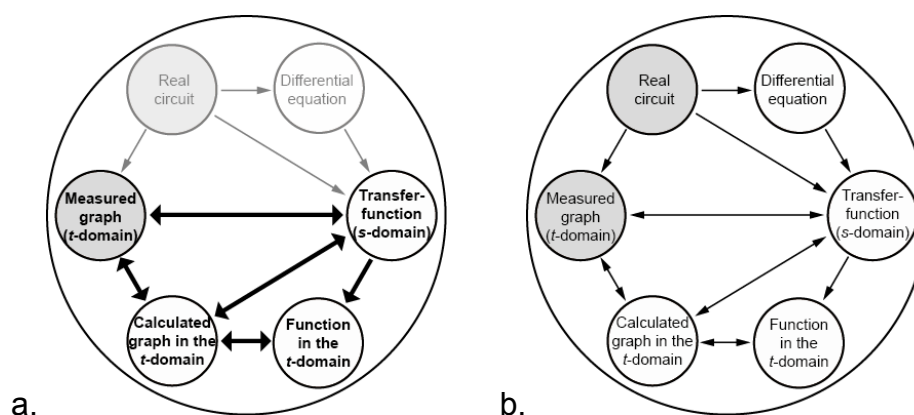 Real
circuit
Differential
equation
Measured
graph
(t-domain)
Transfer-
function
(s-domain)
Calculated
graph in the
t-domain
Function
in the
t-domain
a.
Real
circuit
Differential
equation
Measured
graph
(t-domain)
Transfer-
function
(s-domain)
Calculated
graph in the
t-domain
Function
in the
t-domain
b.